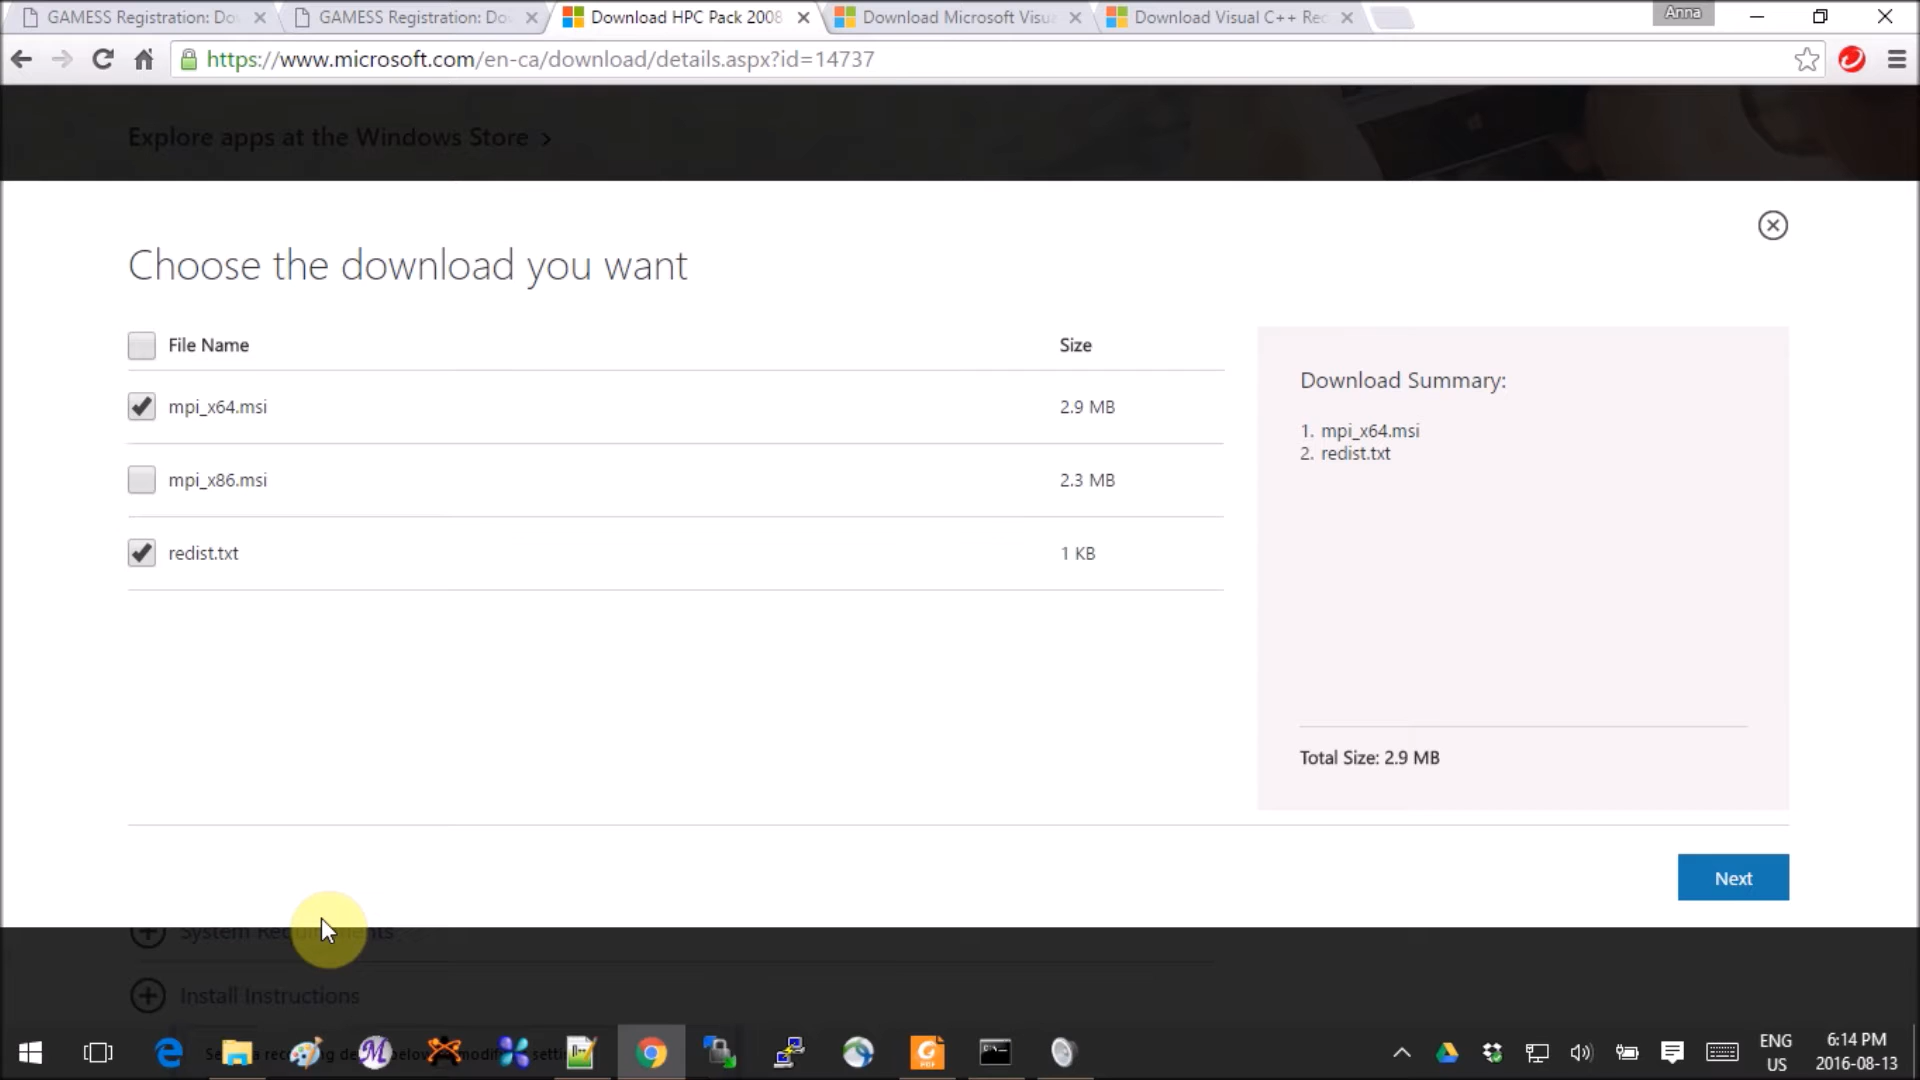 GAMESS Registration: Do
GAMESS Registration: Do
Download HPC Pack 2008
Download Microsoft Visua
Download Visual C++ Red
Anna
https://www.microsoft.com/en-ca/download/details.aspx?id=14737
Explore apps at the Windows Store >
Choose the download you want
File Name
Size
mpi_x64.msi
2.9 MB
mpi_x86.msi
2.3 MB
redist.txt
1 KB
Download Summary:
1. mpi_x64.msi
2. redist.txt
Total Size: 2.9 MB
Next
System Requirements
Install Instructions
ENG
US
6:14 PM
2016-08-13